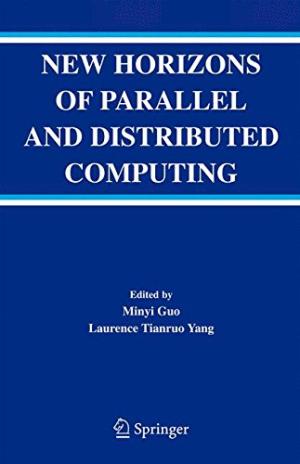 NEW HORIZONS
OF PARALLEL
AND DISTRIBUTED
COMPUTING
Edited by
Minyi Guo
Laurence Tianruo Yang
Springer